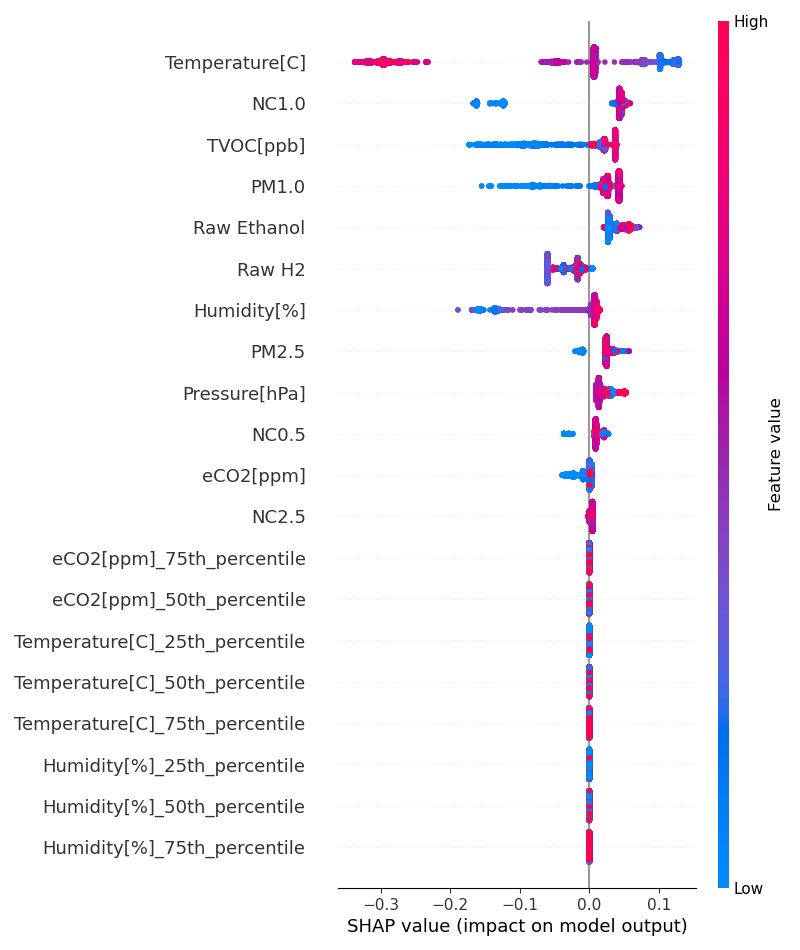 High
Temperature[C]
NC1.0
TVOC[ppb]
PM1.0
Raw Ethanol
Raw H2
Humidity[%]
PM2.5
Pressure[hPa]
NC0.5
eCO2[ppm]
NC2.5
eCO2[ppm]_75th_percentile
eCO2[ppm]_50th_percentile
Temperature[C]_25th_percentile
Temperature[C]_50th_percentile
Temperature[C]_75th_percentile
Humidity[%]_25th_percentile
Humidity[%]_50th_percentile
Humidity[%]_75th_percentile
Feature value
Low
−0.3 −0.2 −0.1 0.0 0.1
SHAP value (impact on model output)